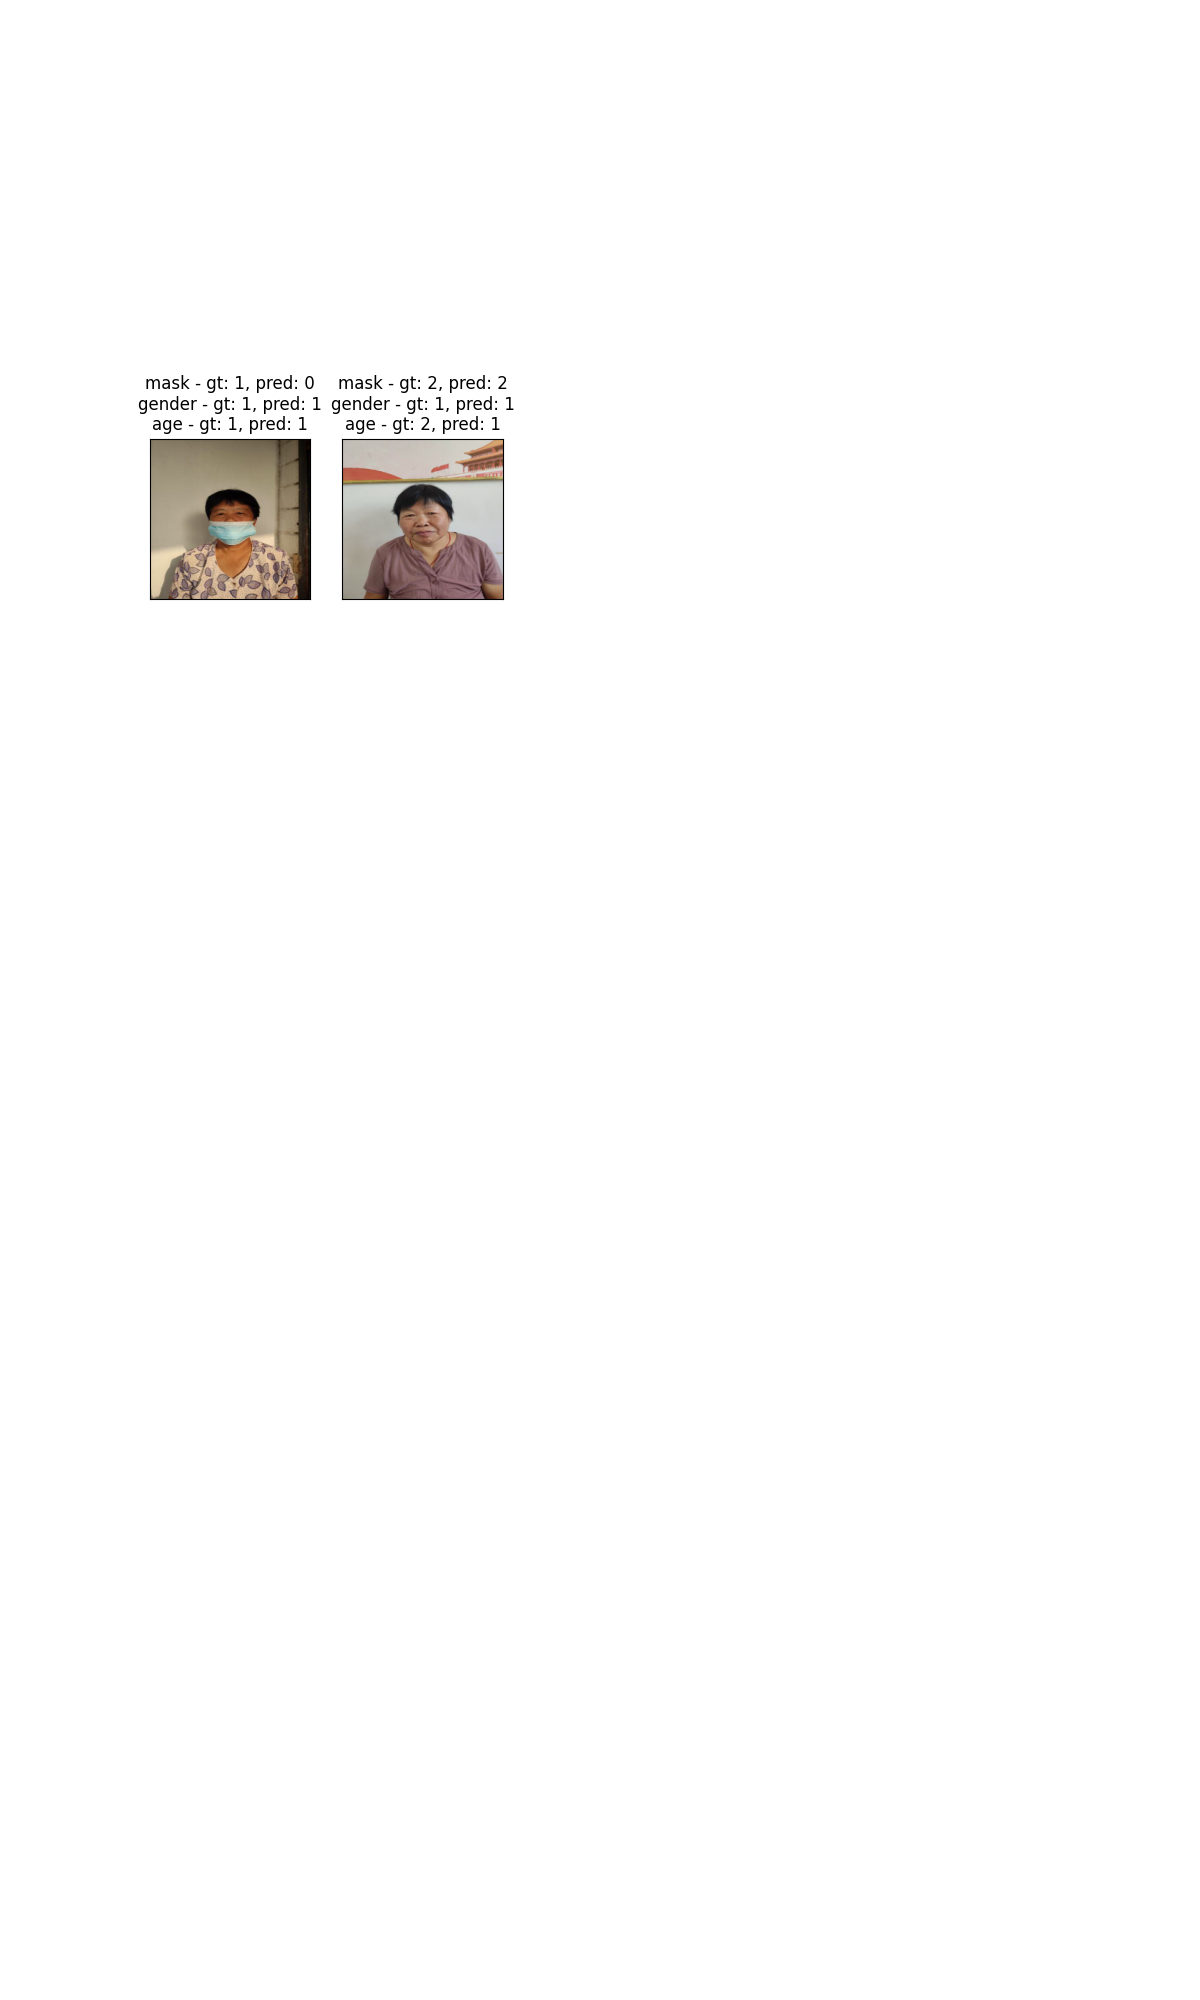 mask - gt: 1, pred: 0
gender - gt: 1, pred: 1
age - gt: 1, pred: 1
mask - gt: 2, pred: 2
gender - gt: 1, pred: 1
age - gt: 2, pred: 1